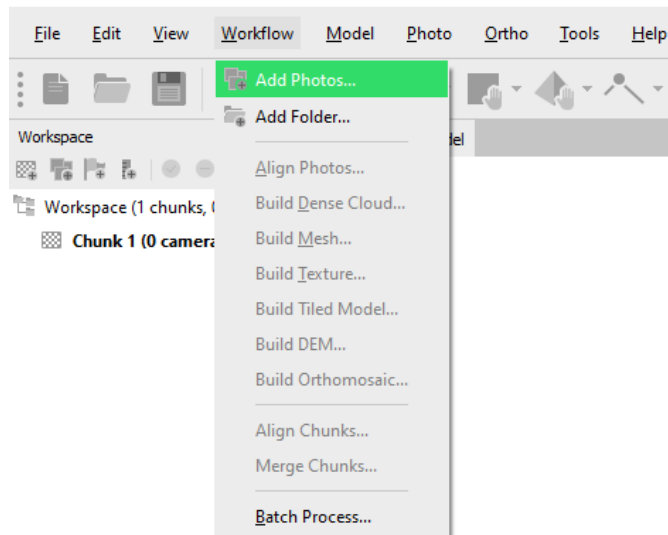 File Edit View Workflow Model Photo Ortho Tools Help
Add Photos...
Workspace
Add Folder...
Align Photos...
Workspace (1 chunks,
Build Dense Cloud...
Chunk 1 (0 camera
Build Mesh...
Build Texture...
Build Tiled Model...
Build DEM...
Build Orthomosaic...
Align Chunks...
Merge Chunks...
Batch Process...